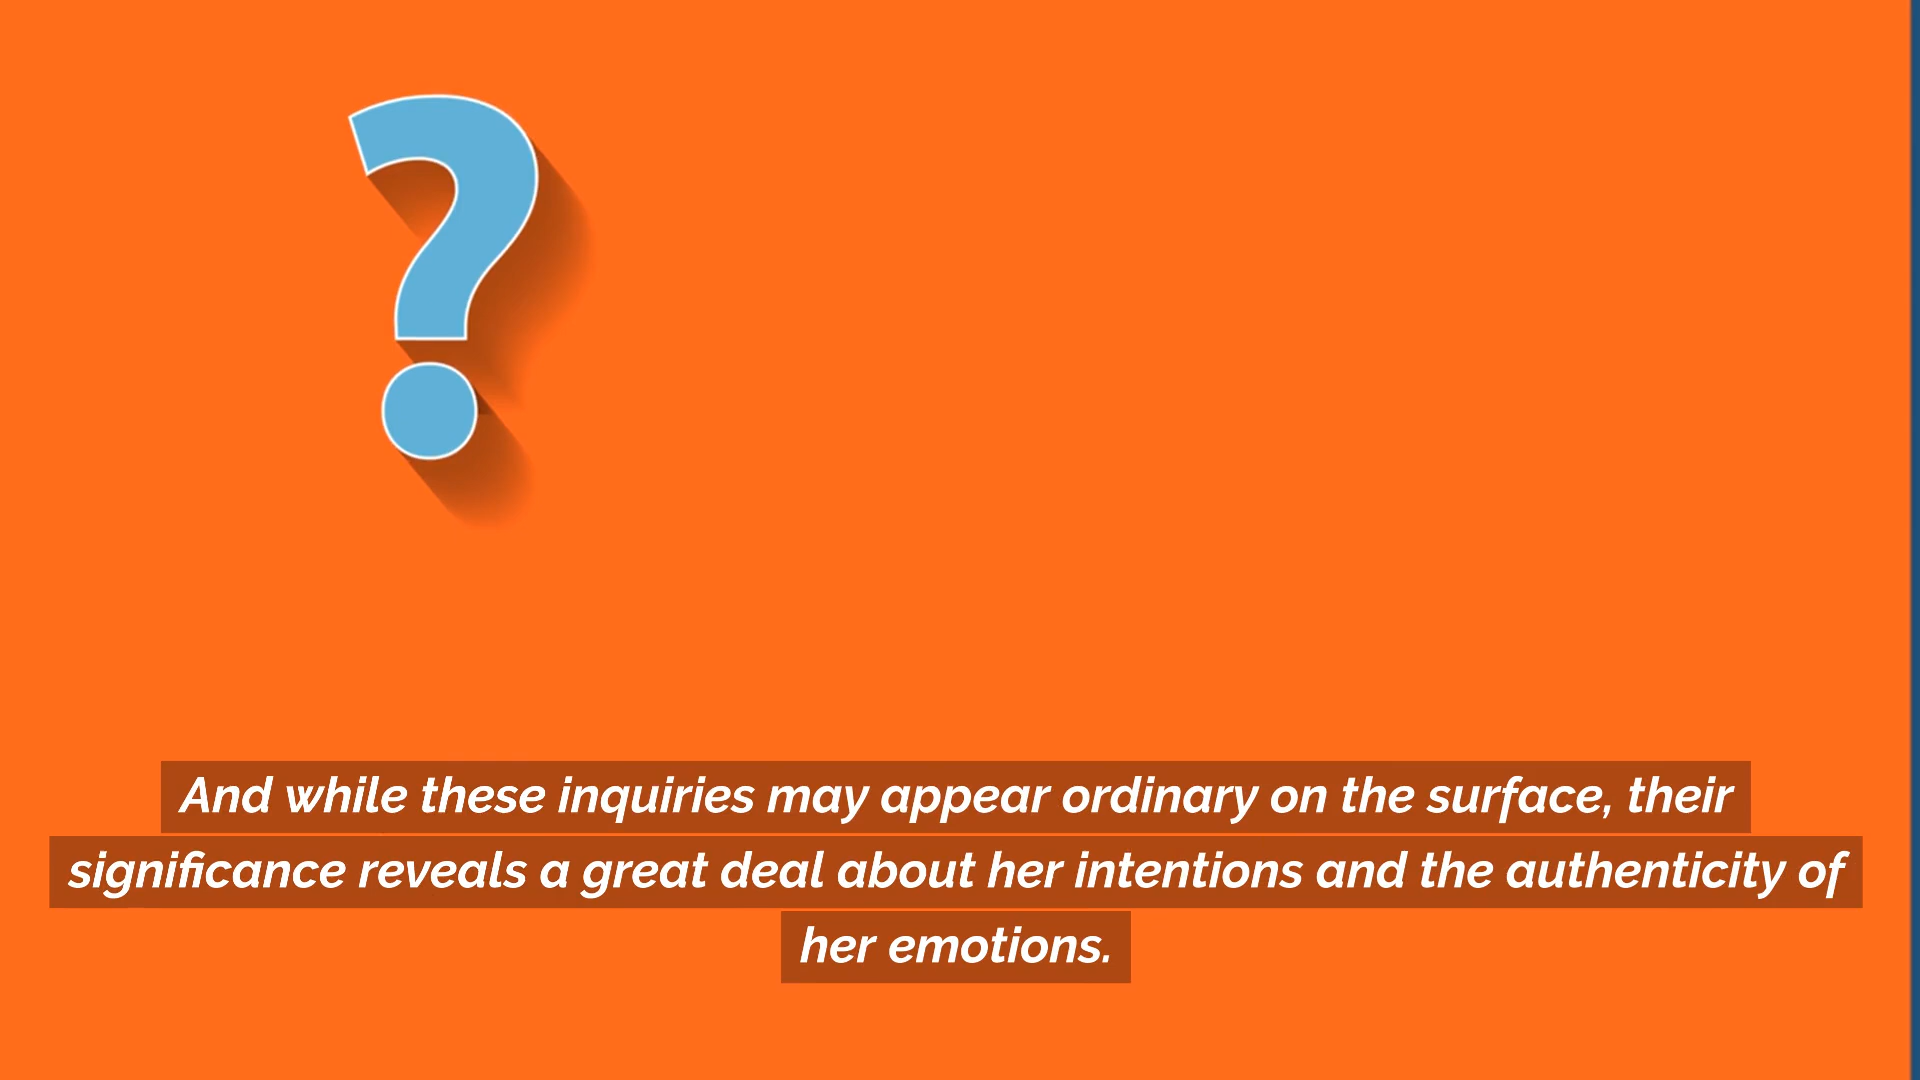 ?
And while these inquiries may appear ordinary on the surface, their
significance reveals a great deal about her intentions and the authenticity of
her emotions.